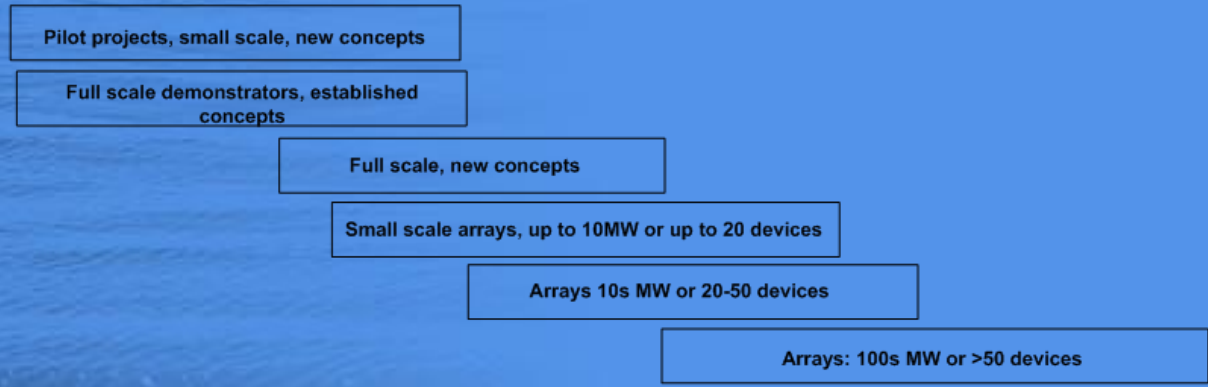 Pilot projects, small scale, new concepts
Full scale demonstrators, established
concepts
Full scale, new concepts
Small scale arrays, up to 10MW or up to 20 devices
Arrays 10s MW or 20-50 devices
Arrays: 100s MW or >50 devices